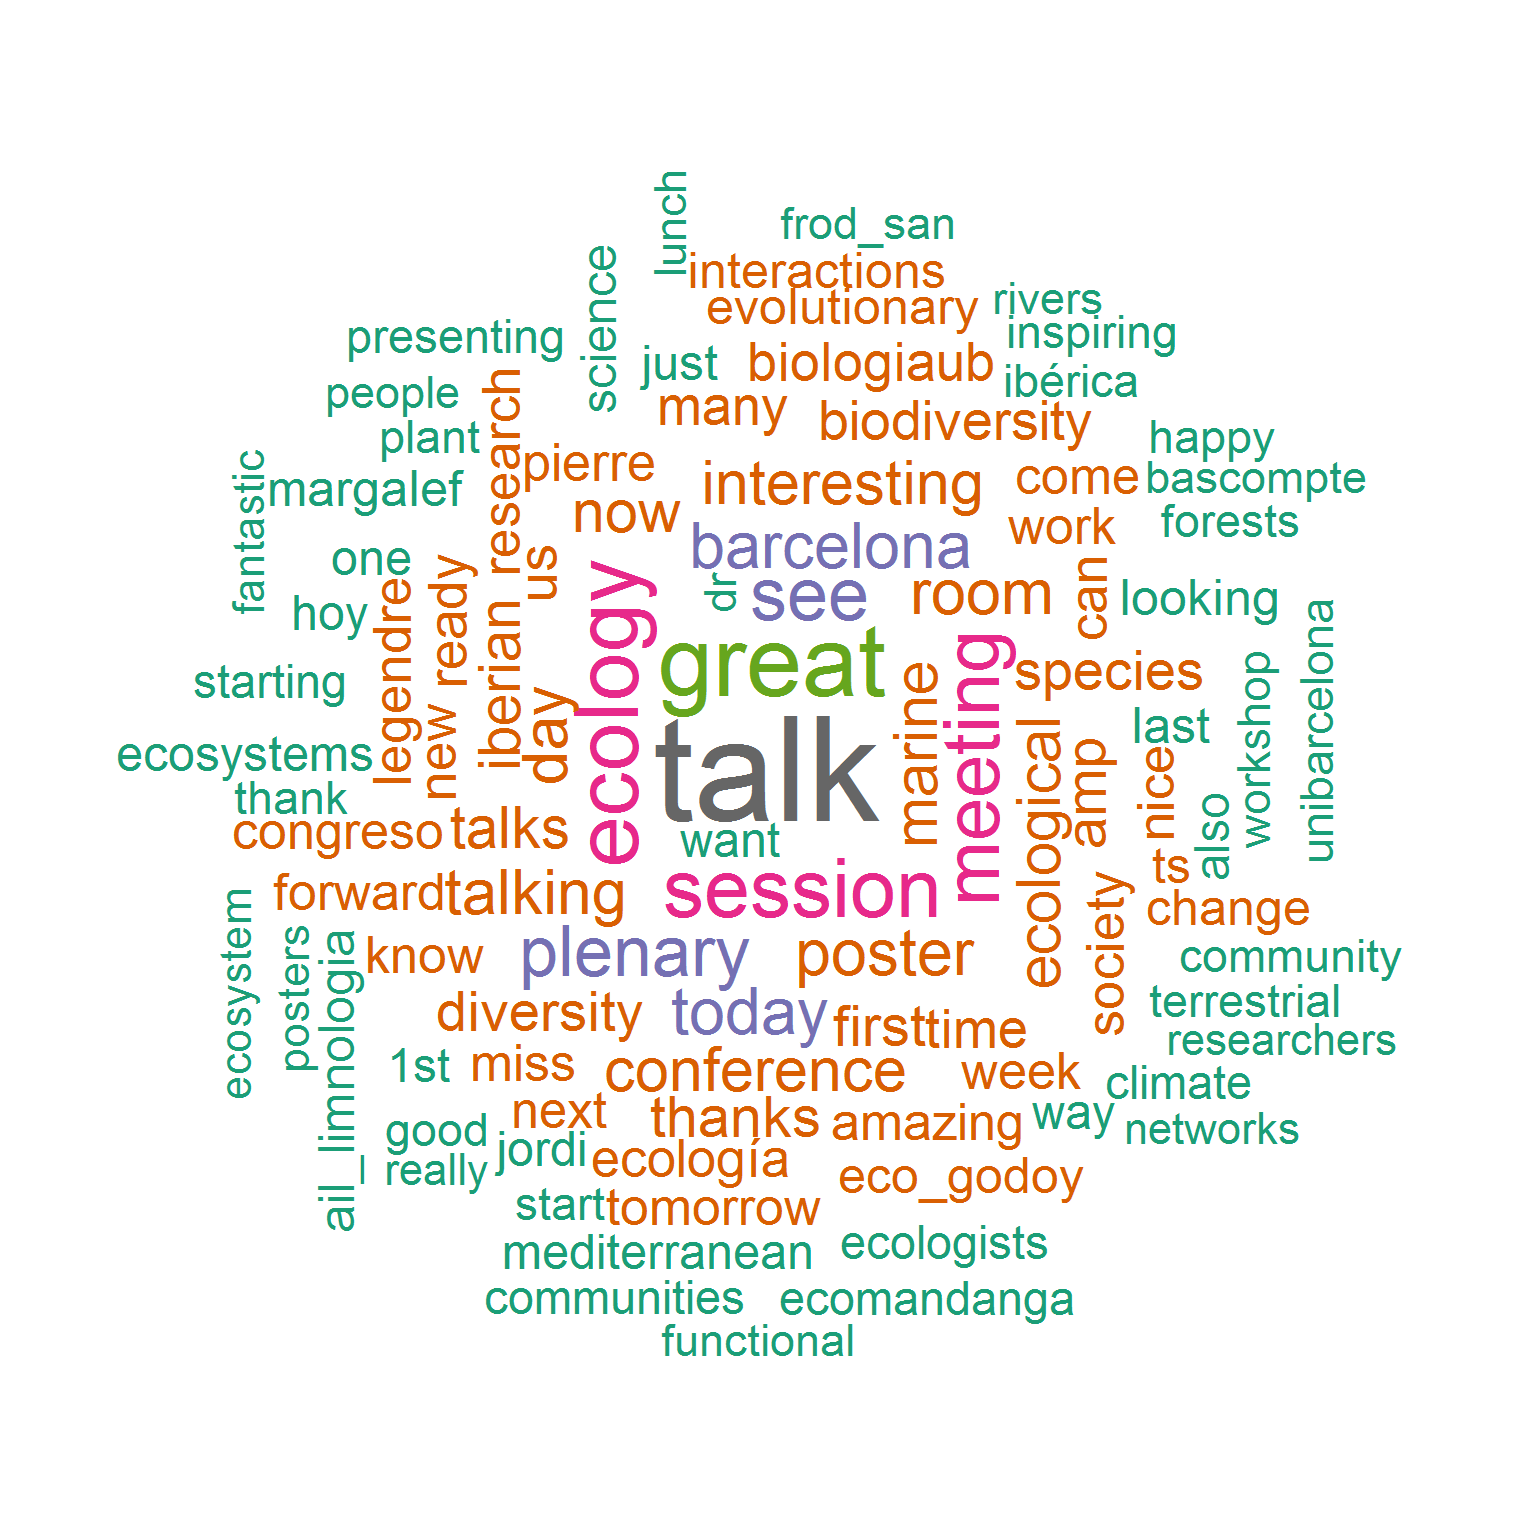 lunch
frod_san
interactions
science
evolutionary
rivers
inspiring
presenting
just
biologiaub
ibérica
people
many
biodiversity
plant
research
pierre
happy
fantastic
margalef
interesting
come
bascompte
now
work
forests
one
us
barcelona
hoy
ready
dr
see
room
can
looking
legendre
iberian
ecology
great
meeting
species
starting
new
day
talk
marine
ecological
last
workshop
unibarcelona
ecosystems
amp
nice
thank
congreso
talks
want
also
forward
talking
session
society
ts
change
ecosystem
posters
ail_limnologia
know
plenary
poster
community
diversity
today
first
time
terrestrial
researchers
1st
miss
conference
week
climate
next
thanks
amazing
way
networks
good
jordi
really
ecología
eco_godoy
start
tomorrow
mediterranean
ecologists
communities
ecomandanga
functional